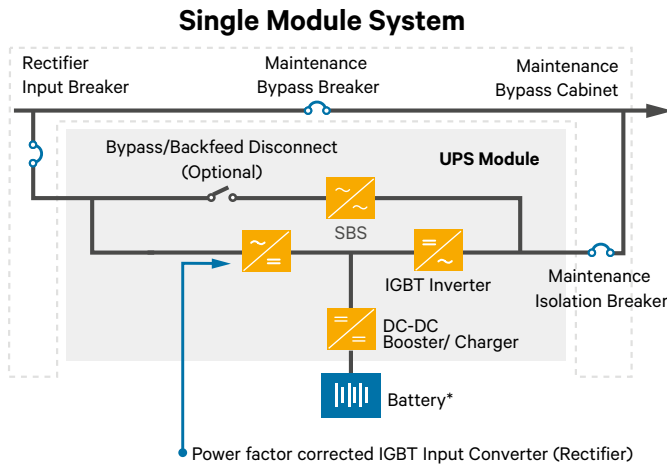 Single Module System
Rectifier
Input Breaker
Maintenance
Bypass Breaker
Maintenance
Bypass Cabinet
Bypass/Backfeed Disconnect
(Optional)
UPS Module
SBS
IGBT Inverter
Maintenance
Isolation Breaker
DC-DC
Booster/ Charger
Battery*
Power factor corrected IGBT Input Converter (Rectifier)